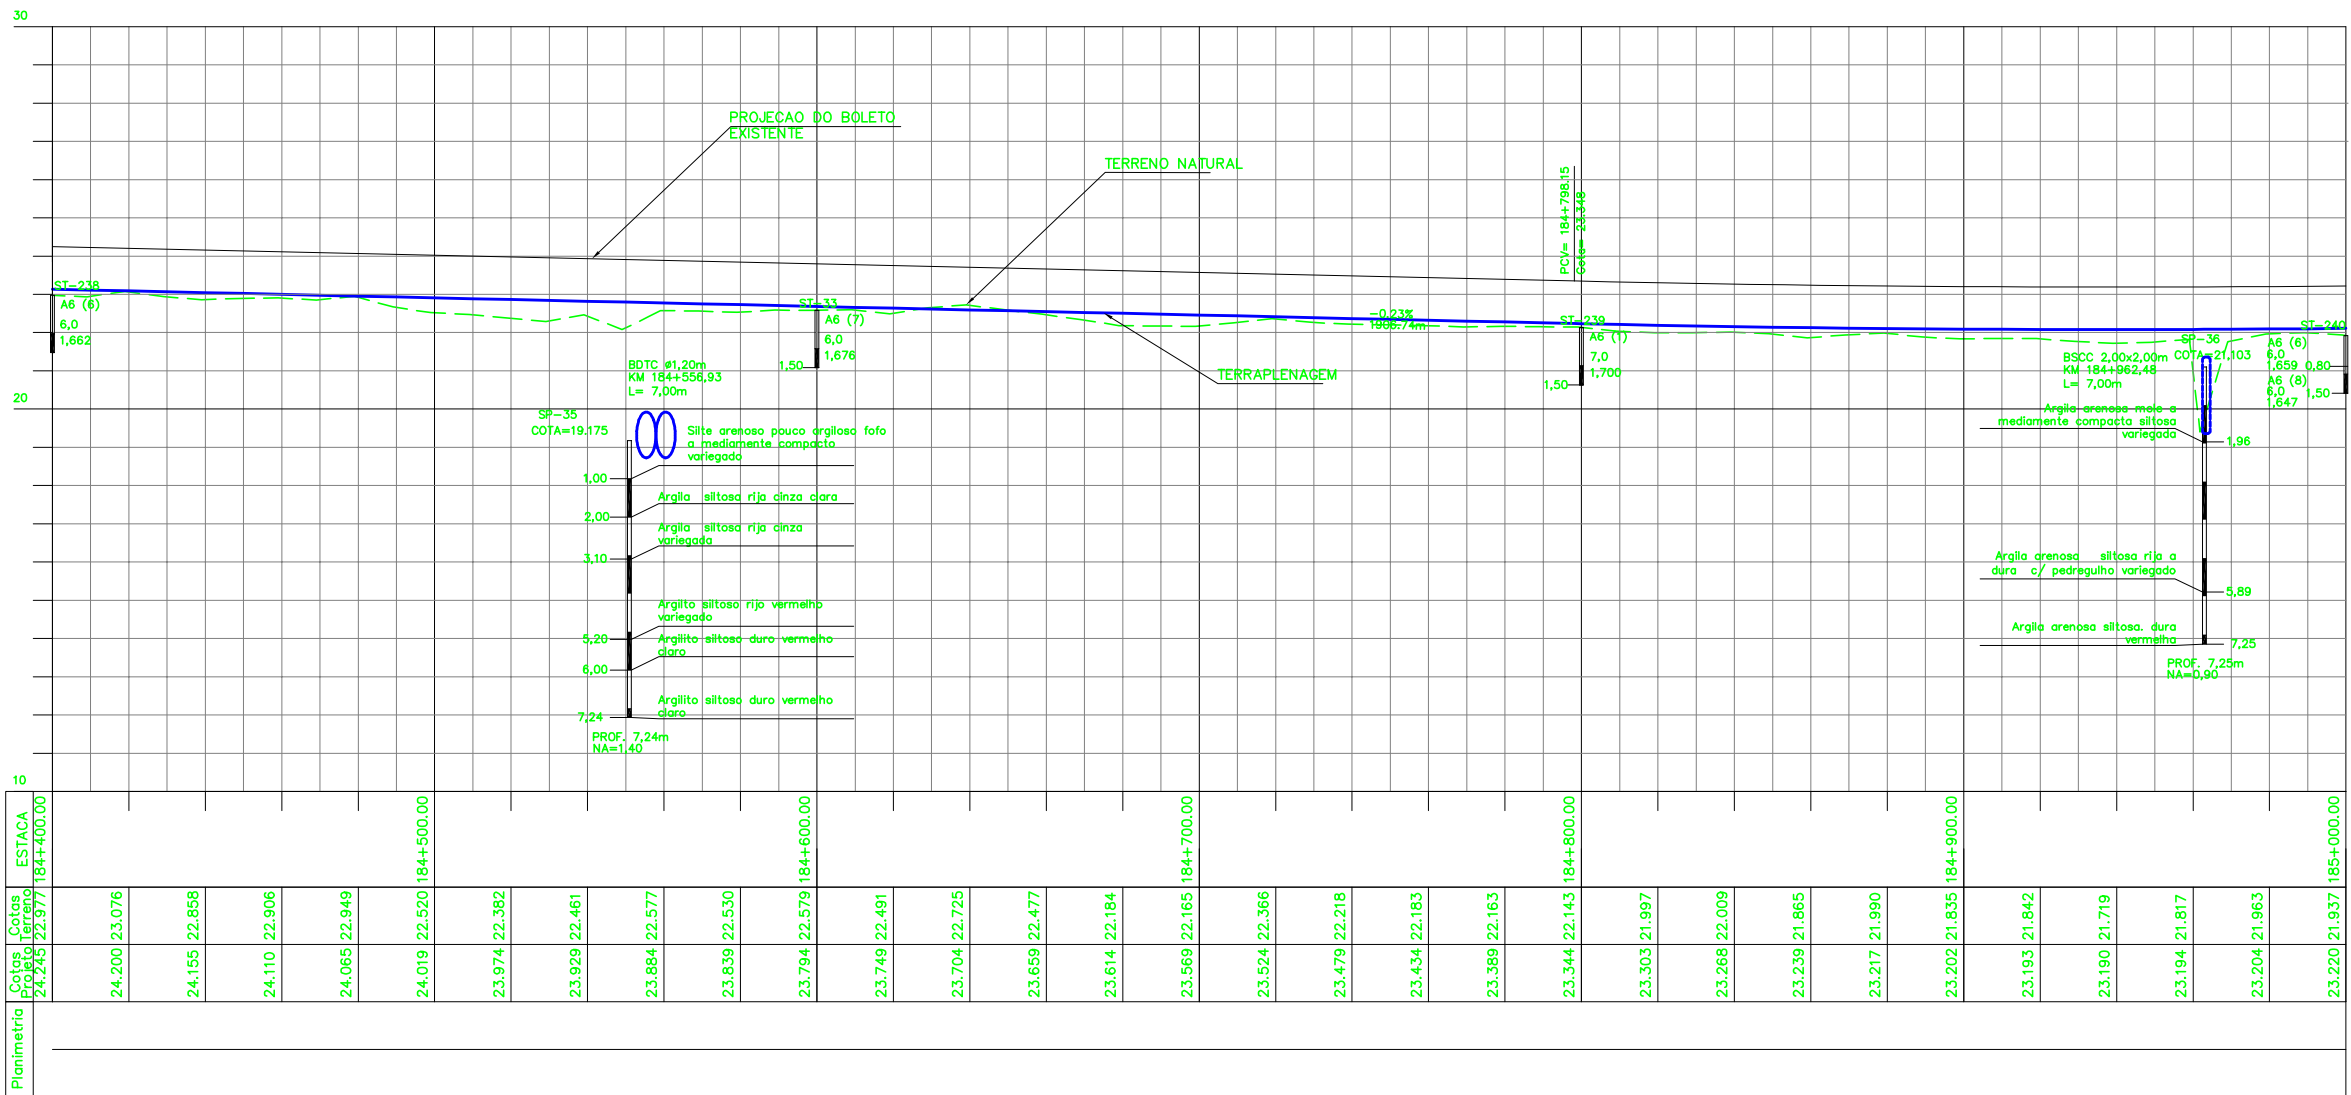 30
PROJECAO DO BOLETO
EXISTENTE
TERRENO NATURAL
PCV= 184+798.15
Cota= 23.348
ST-238
A6 (6)
6,0
1,662
ST-33
A6 (7)
6,0
1,676
1,50
-0.23%
1906.74m
ST-239
A6 (1)
7,0
1,700
1,50
ST-240
A6 (6)
6,0
1,659 0,80
A6 (8)
6,0
1,647 1,50
BDTC ø1,20m
KM 184+556,93
L= 7,00m
TERRAPLENAGEM
SP-36
COTA=21,103
BSCC 2,00x2,00m
KM 184+962,48
L= 7,00m
20
SP-35
COTA=19.175
Silte arenoso pouco argiloso fofo
a mediamente compacto
variegado
1,00
Argila siltosa rija cinza clara
2,00
Argila siltosa rija cinza
variegada
3,10
Argilito siltoso rijo vermelho
variegado
5,20
Argilito siltoso duro vermelho
claro
6,00
Argilito siltoso duro vermelho
claro
7,24
PROF. 7,24m
NA=1,40
Argila arenosa mole a
mediamente compacta siltosa
variegada
1,96
Argila arenosa siltosa rija a
dura c/ pedregulho variegado
5,89
Argila arenosa siltosa. dura
vermelha
7,25
PROF. 7,25m
NA=0,90
10
ESTACA
184+400.00
184+500.00
184+600.00
184+700.00
184+800.00
184+900.00
185+000.00
Cotas
Terreno
22.977
23.076
22.858
22.906
22.949
22.520
22.382
22.461
22.577
22.530
22.579
22.491
22.725
22.477
22.184
22.165
22.366
22.218
22.183
22.163
22.143
21.997
22.009
21.865
21.990
21.835
21.842
21.719
21.817
21.963
21.937
Cotas
Projeto
24.245
24.200
24.155
24.110
24.065
24.019
23.974
23.929
23.884
23.839
23.794
23.749
23.704
23.659
23.614
23.569
23.524
23.479
23.434
23.389
23.344
23.303
23.268
23.239
23.217
23.202
23.193
23.190
23.194
23.204
23.220
Planimetria